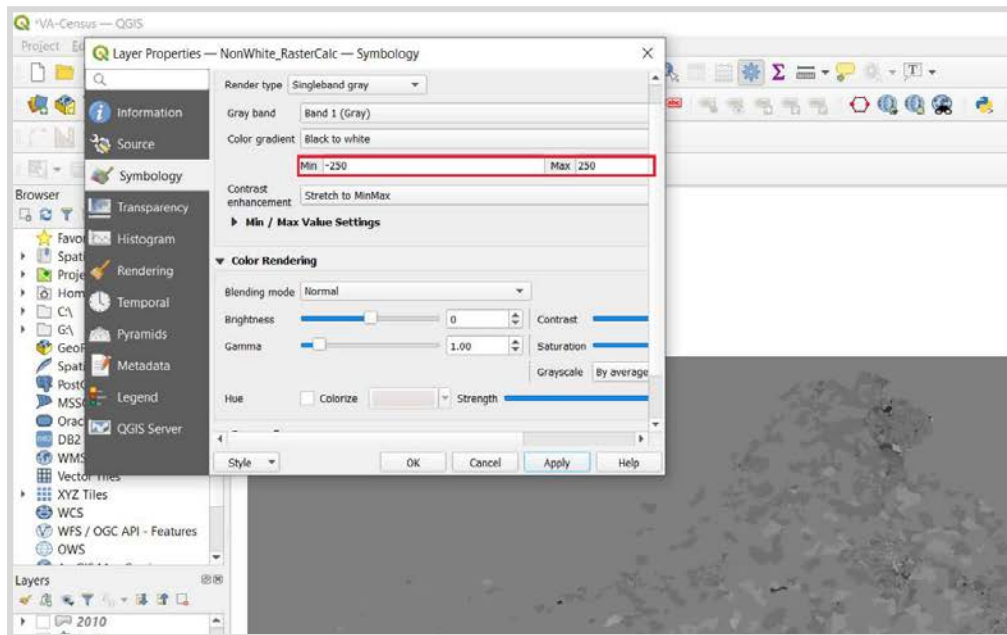 *VA-Census — QGIS
Project Ed
Layer Properties — NonWhite_RasterCalc — Symbology
Information
Source
Symbology
Transparency
Histogram
Rendering
Temporal
Pyramids
Metadata
Legend
QGIS Server
Render type Singleband gray
Gray band Band 1 (Gray)
Color gradient Black to white
Min -250 Max 250
Contrast enhancement Stretch to MinMax
Min / Max Value Settings
Color Rendering
Blending mode Normal
Brightness 0 Contrast
Gamma 1.00 Saturation
Grayscale By average
Hue Colorize Strength
Style OK Cancel Apply Help
Σ
T
abc
Browser
Favo
Spati
Proje
Hom
C:\
G:\
GeoP
Spat
Post
MSS
Orac
DB2
WMS
Vector Tiles
XYZ Tiles
WCS
WFS / OGC API - Features
OWS
Layers
2010